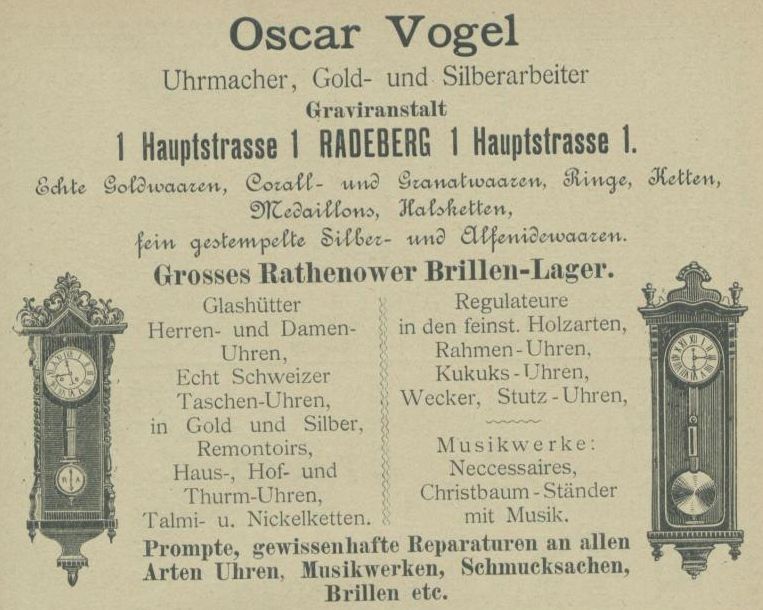 Oscar Vogel
Uhrmacher, Gold- und Silberarbeiter
Graviranstalt
1 Hauptstrasse 1 RADEBERG 1 Hauptstrasse 1.
Echte Goldwaaren, Corall- und Granatwaaren, Ringe, Ketten,
Medaillons, Halsketten,
fein gestempelte Silber- und Alfenidewaaren.
Grosses Rathenower Brillen-Lager.
Glashütter
Herren- und Damen-
Uhren,
Echt Schweizer
Taschen-Uhren,
in Gold und Silber,
Remontoirs,
Haus-, Hof- und
Thurm-Uhren,
Talmi- u. Nickelketten.
Regulateure
in den feinst. Holzarten,
Rahmen-Uhren,
Kukuks-Uhren,
Wecker, Stutz-Uhren,
Musikwerke:
Neccessaires,
Christbaum-Ständer
mit Musik.
Prompte, gewissenhafte Reparaturen an allen
Arten Uhren, Musikwerken, Schmucksachen,
Brillen etc.
R A